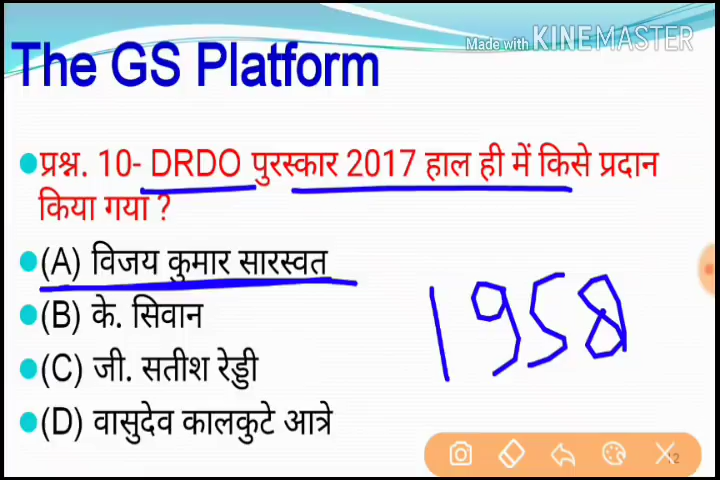 Made with KINEMASTER
The GS Platform
प्रश्न. 10- DRDO पुरस्कार 2017 हाल ही में किसे प्रदान
किया गया ?
(A) विजय कुमार सारस्वत
(B) के. सिवान
(C) जी. सतीश रेड्डी
(D) वासुदेव कालकुटे आत्रे
1958
12